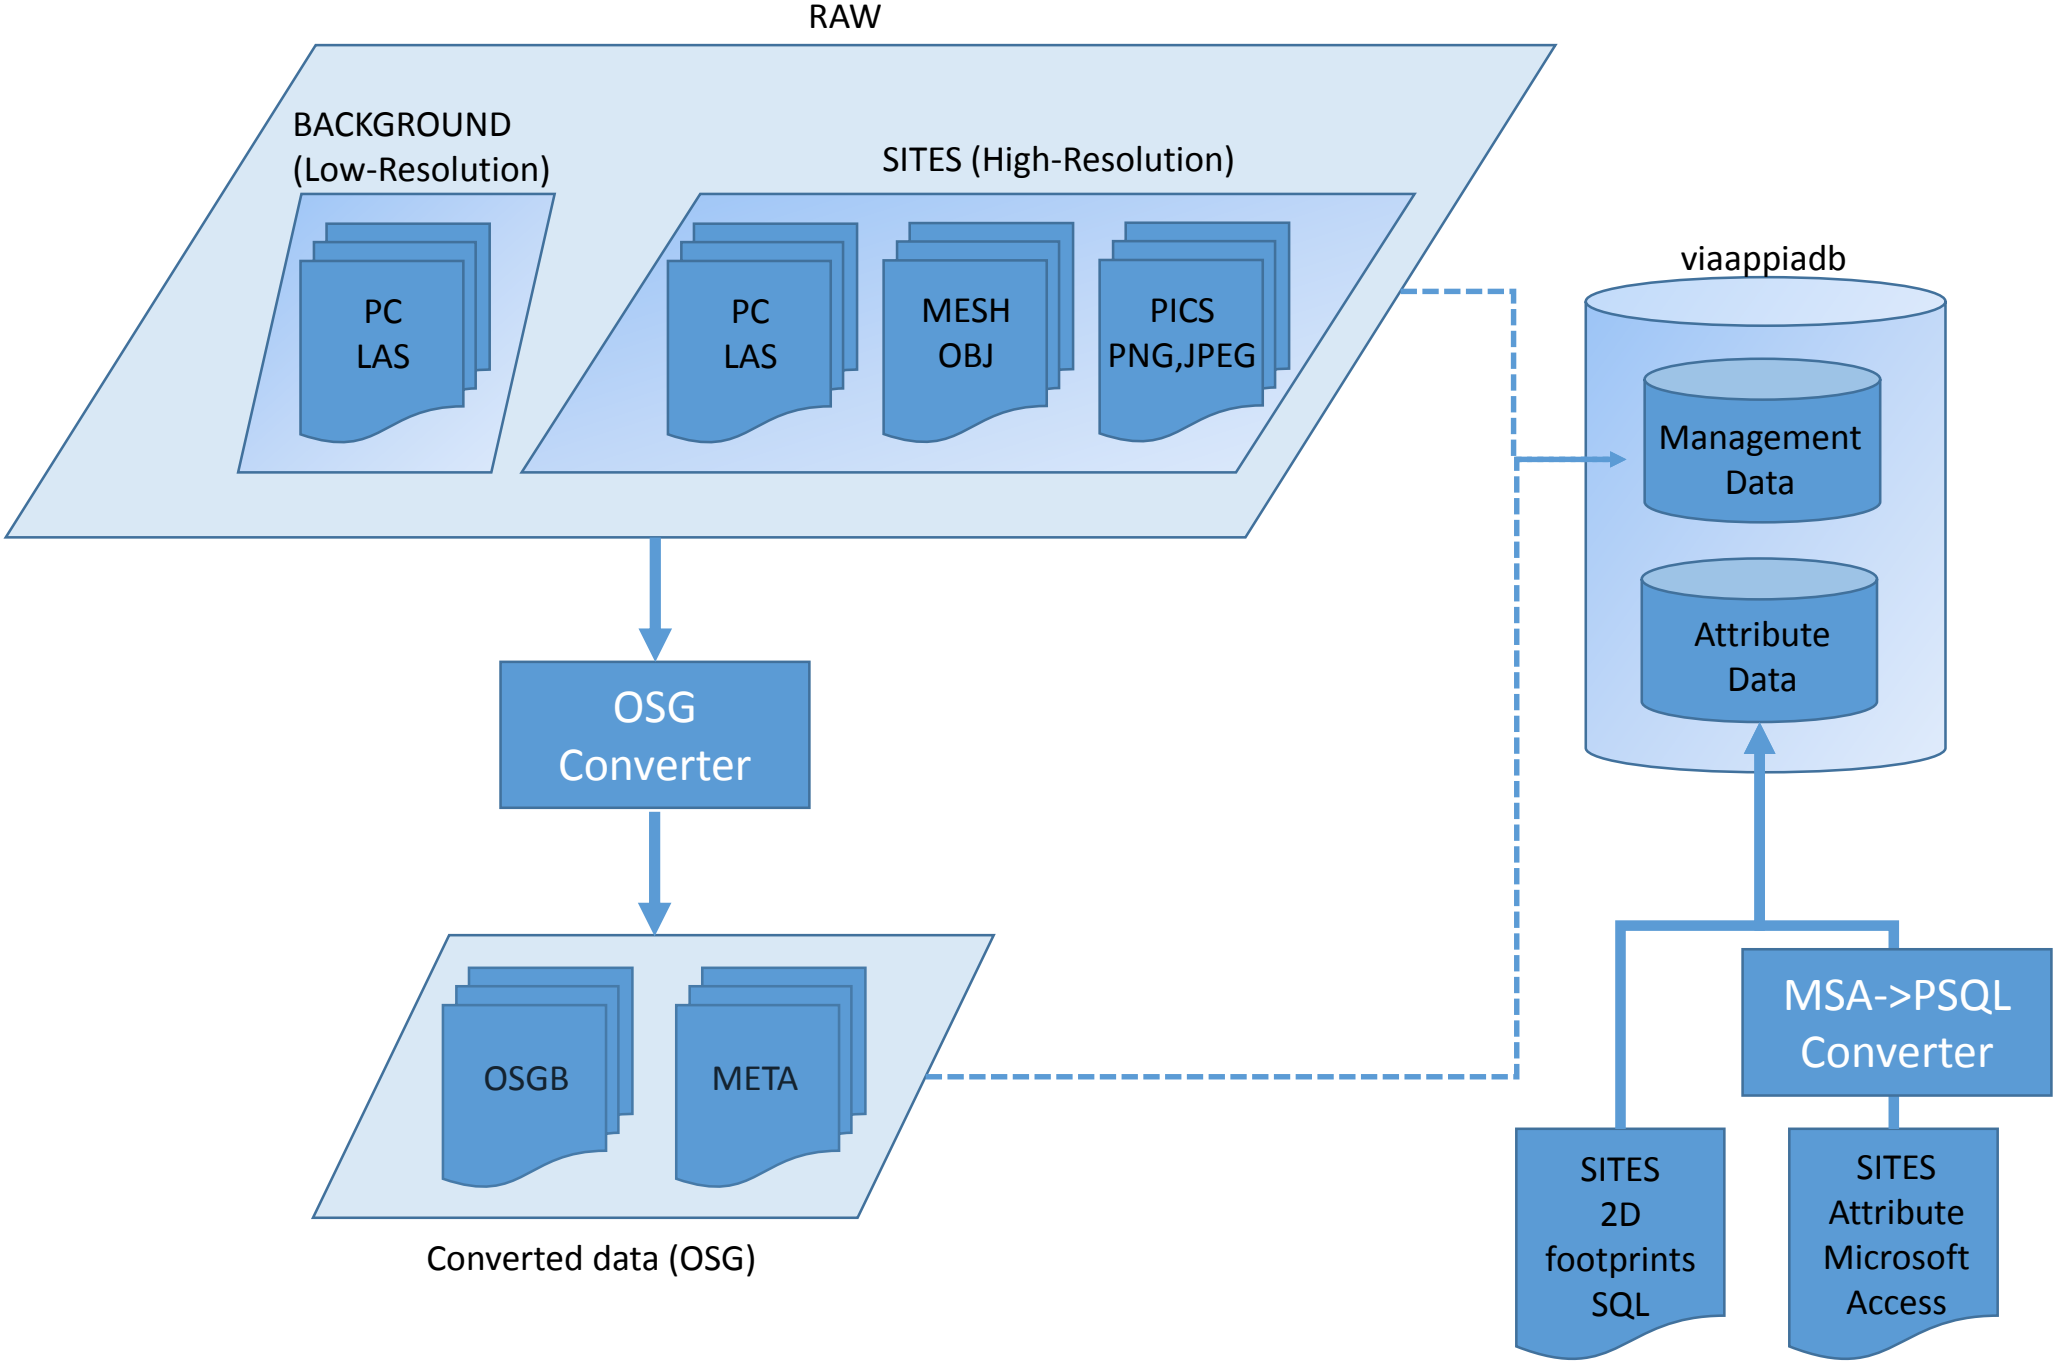 RAW
BACKGROUND
(Low-Resolution)
SITES (High-Resolution)
PC
LAS
PC
LAS
MESH
OBJ
PICS
PNG,JPEG
viaappiadb
Management
Data
Attribute
Data
OSG
Converter
OSGB
META
Converted data (OSG)
MSA->PSQL
Converter
SITES
2D
footprints
SQL
SITES
Attribute
Microsoft
Access